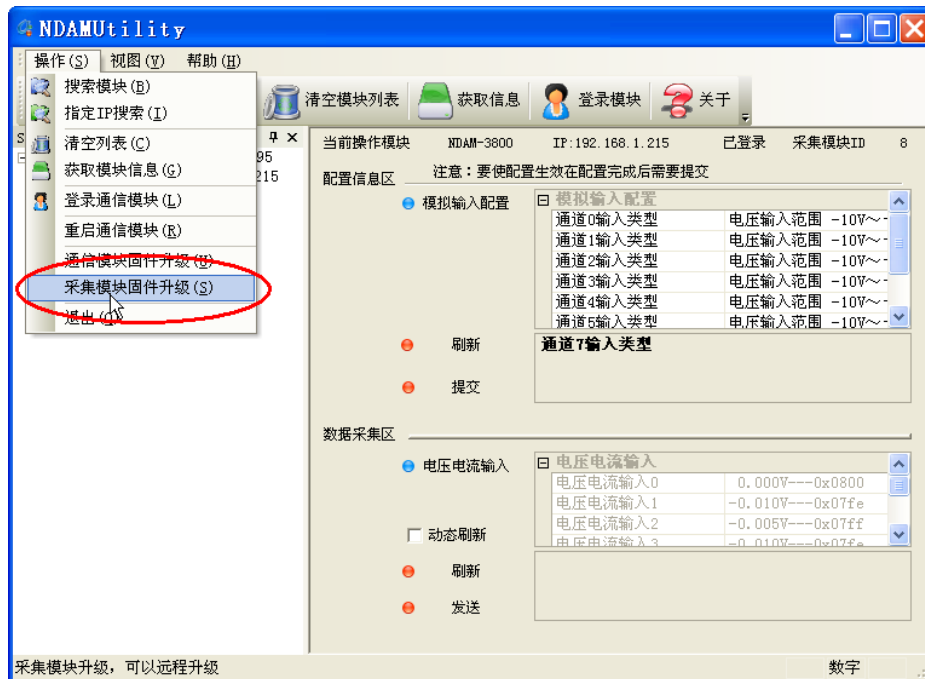 NDAMUtility
操作(S) 视图(V) 帮助(H)
清空模块列表 获取信息 登录模块 关于
搜索模块(B)
指定IP搜索(I)
清空列表(C)
获取模块信息(G)
登录通信模块(L)
重启通信模块(R)
通信模块固件升级(U)
采集模块固件升级(S)
退出
S
95
215
当前操作模块 NDAM-3800 IP:192.168.1.215 已登录 采集模块ID 8
配置信息区 注意：要使配置生效在配置完成后需要提交
模拟输入配置
模拟输入配置
通道0输入类型 电压输入范围 -10V～-
通道1输入类型 电压输入范围 -10V～-
通道2输入类型 电压输入范围 -10V～-
通道3输入类型 电压输入范围 -10V～-
通道4输入类型 电压输入范围 -10V～-
通道5输入类型 电压输入范围 -10V～-
刷新
通道7输入类型
提交
数据采集区
电压电流输入
电压电流输入
电压电流输入0 0.000V---0x0800
电压电流输入1 -0.010V---0x07fe
电压电流输入2 -0.005V---0x07ff
电压电流输入3 -0.010V---0x07fe
动态刷新
刷新
发送
采集模块升级，可以远程升级 数字